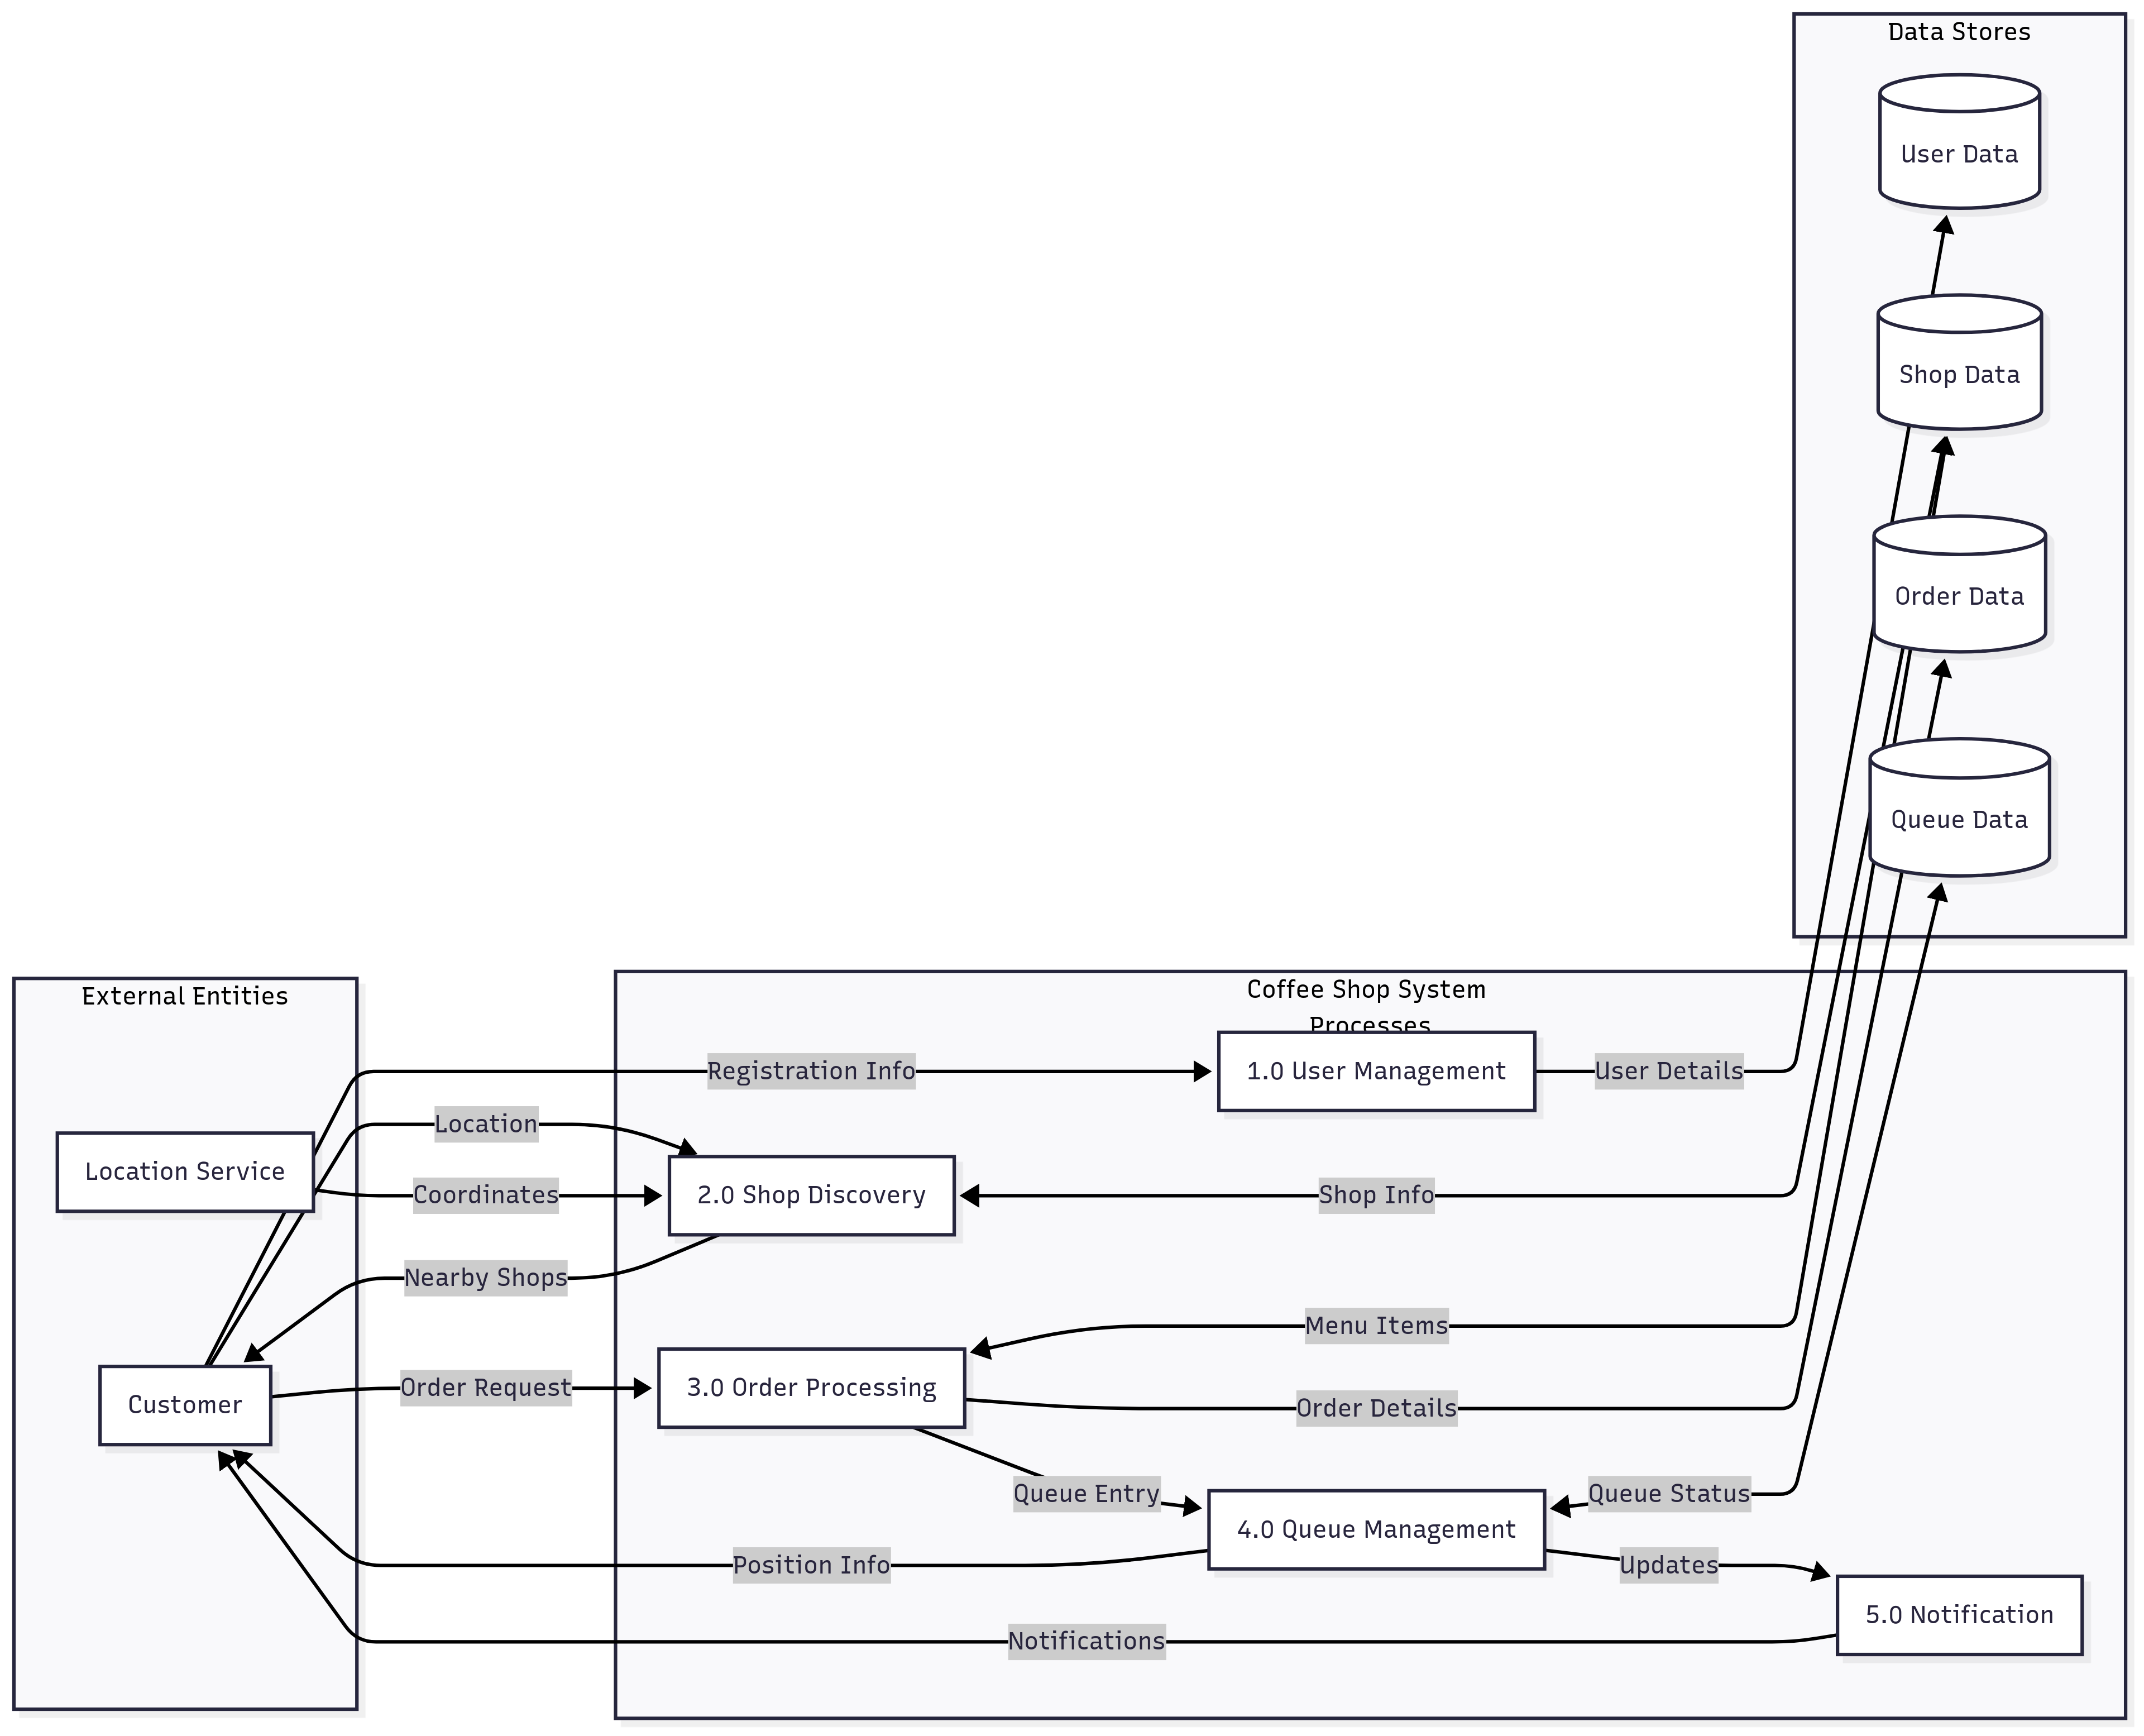 Data Stores
User Data
Shop Data
Order Data
Queue Data
External Entities
Coffee Shop System
Processes
Registration Info
1.0 User Management
User Details
Location
Location Service
Coordinates
2.0 Shop Discovery
Shop Info
Nearby Shops
Menu Items
Customer
Order Request
3.0 Order Processing
Order Details
Queue Entry
Queue Status
4.0 Queue Management
Position Info
Updates
5.0 Notification
Notifications